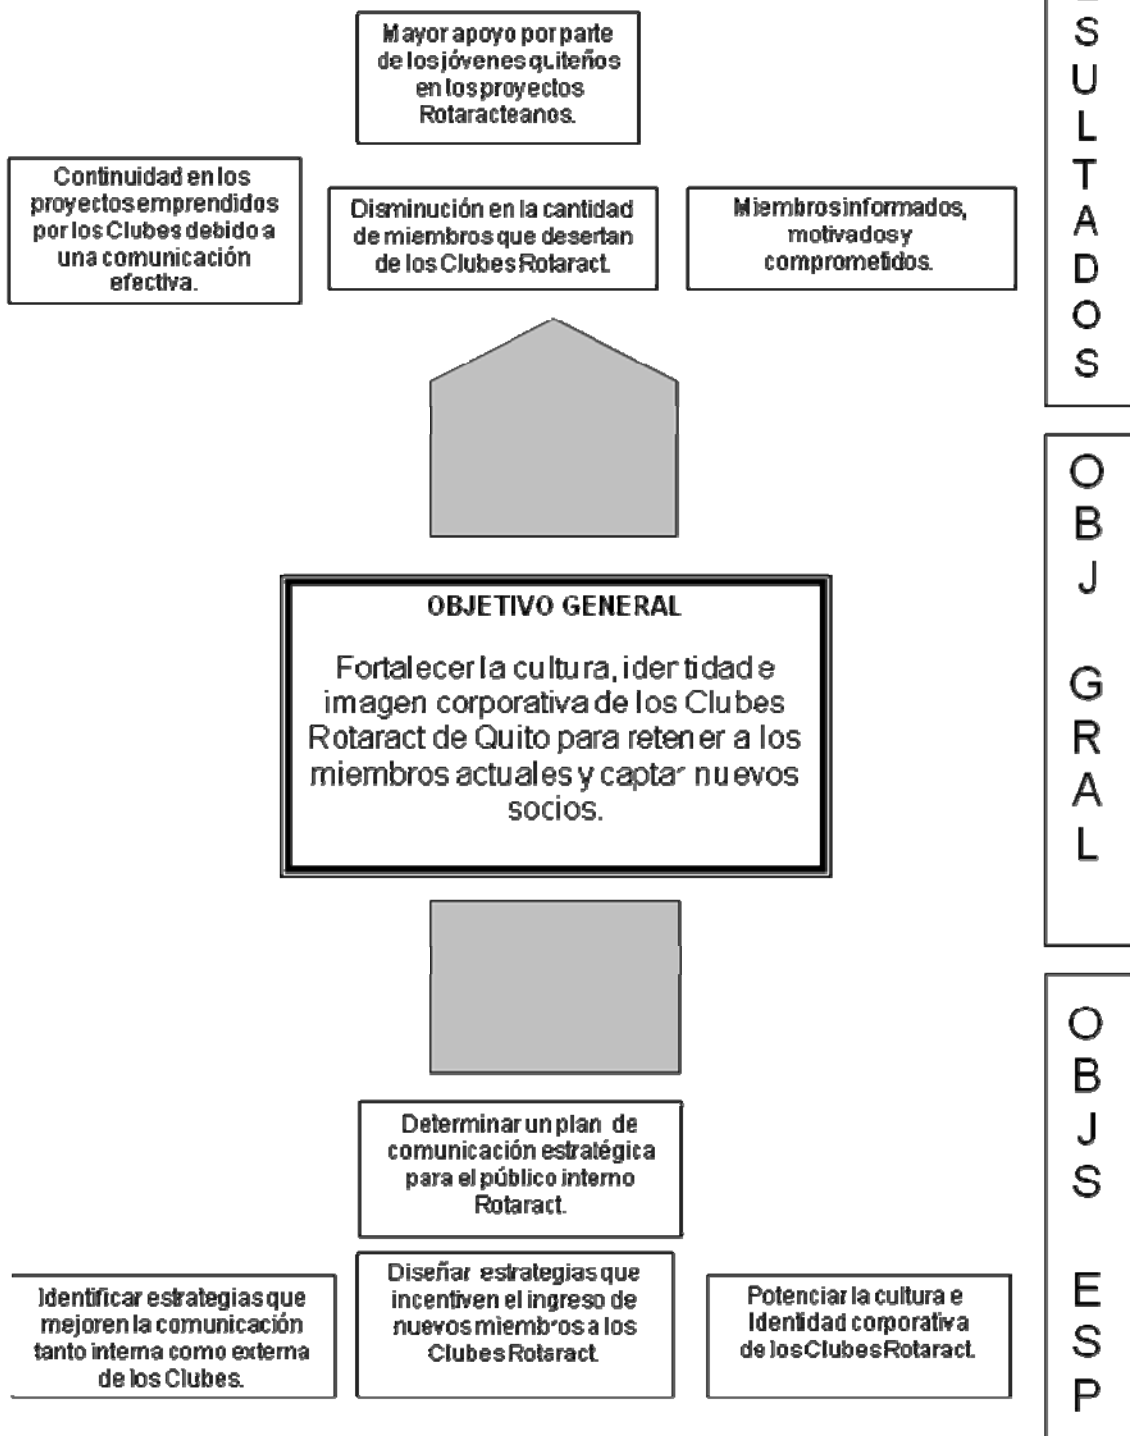 Mayor apoyo por parte
de los jóvenes quiteños
en los proyectos
Rotaracteanos.
Continuidad en los
proyectos emprendidos
por los Clubes debido a
una comunicación
efectiva.
Disminución en la cantidad
de miembros que desertan
de los Clubes Rotaract.
Miembros informados,
motivados y
comprometidos.
S
U
L
T
A
D
O
S
OBJETIVO GENERAL
Fortalecer la cultura, identidad e
imagen corporativa de los Clubes
Rotaract de Quito para retener a los
miembros actuales y captar nuevos
socios.
O
B
J
G
R
A
L
Determinar un plan de
comunicación estratégica
para el público interno
Rotaract.
Identificar estrategias que
mejoren la comunicación
tanto interna como externa
de los Clubes.
Diseñar estrategias que
incentiven el ingreso de
nuevos miembros a los
Clubes Rotaract.
Potenciar la cultura e
Identidad corporativa
de los Clubes Rotaract.
O
B
J
S
E
S
P